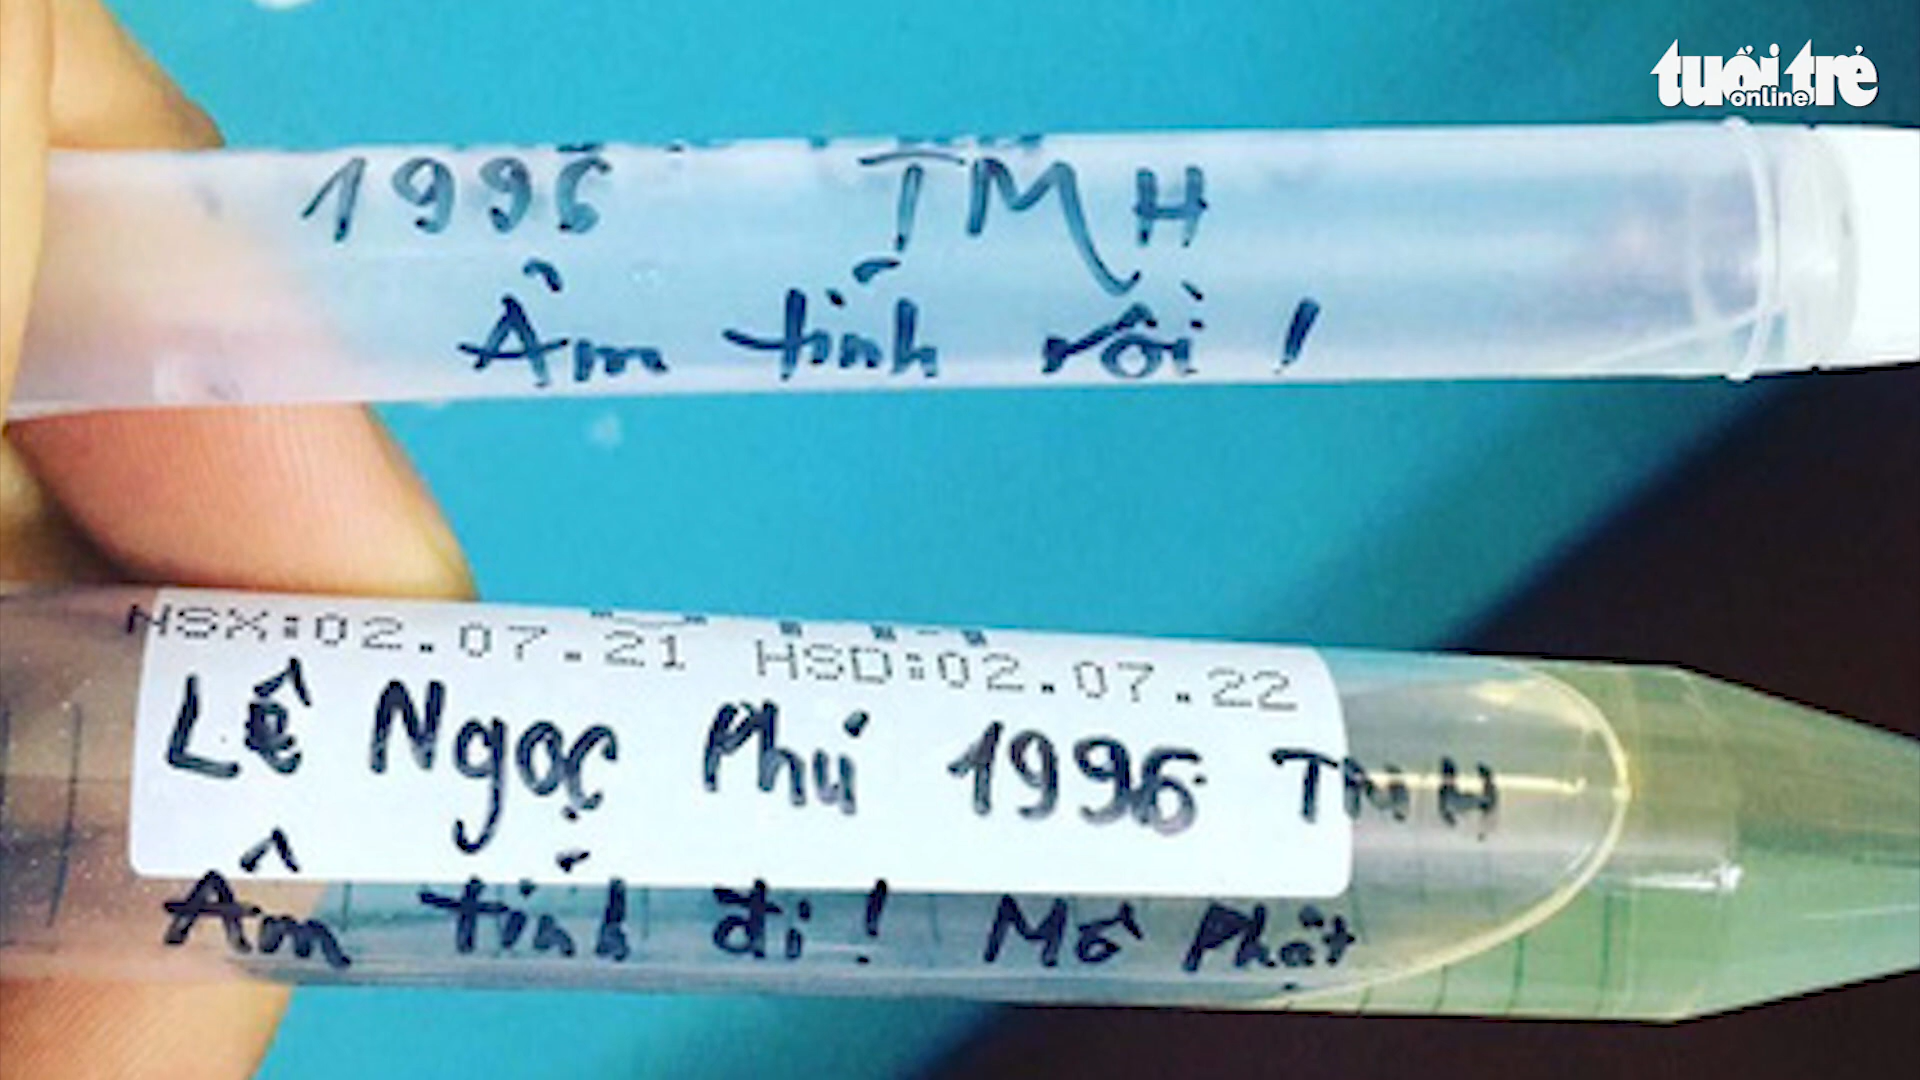 tuổi trẻ
online
1996 TMH
Âm tính rồi!
NSX:02.07.21 HSD:02.07.22
Lê Ngọc Phú 1996 TMH
Âm tính đi! Mô Phật